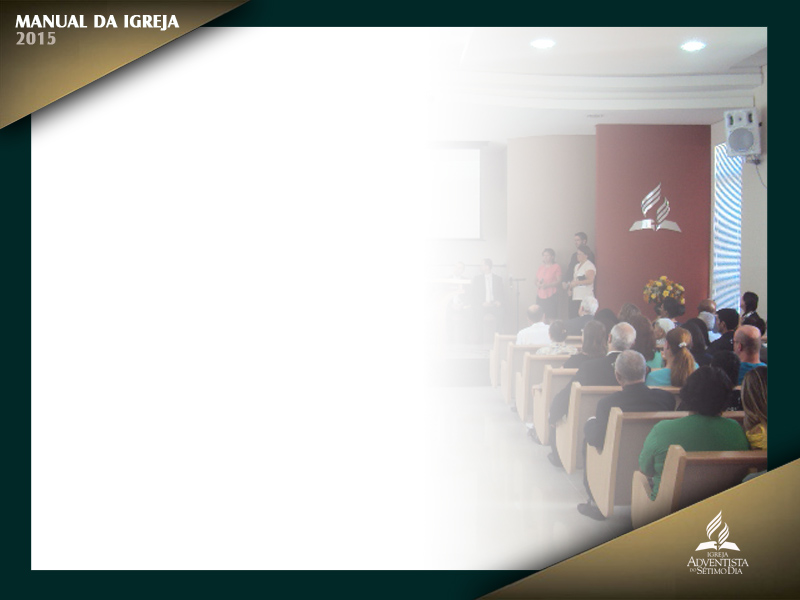 MANUAL DA IGREJA
2015
IGREJA
ADVENTISTA
DO SÉTIMO DIA